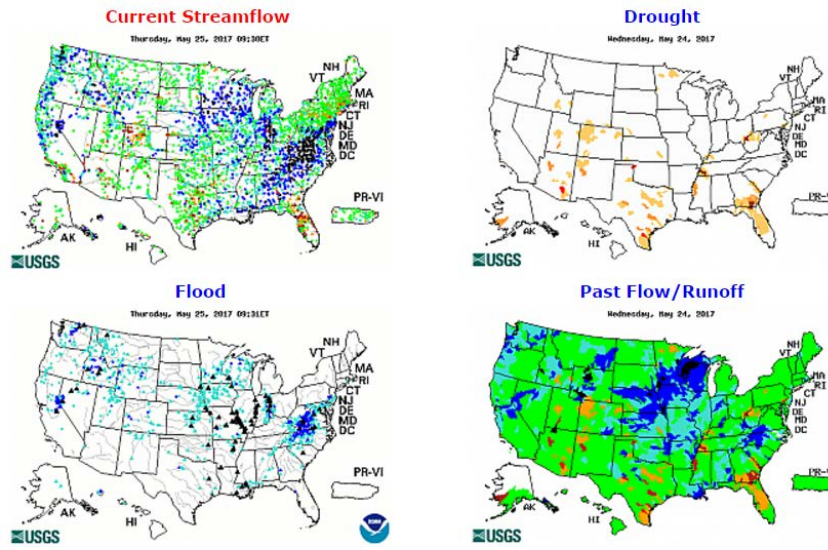 Current Streamflow
Thursday, May 25, 2017 09:30ET
NH
VT
MA
RI
CT
NJ
DE
MD
DC
PR-VI
AK
HI
USGS
Drought
Wednesday, May 24, 2017
NH
VT
MA
RI
CT
NJ
DE
MD
DC
PR-
AK
HI
USGS
Flood
Thursday, May 25, 2017 09:31ET
NH
VT
MA
RI
CT
NJ
DE
MD
DC
PR-VI
AK
HI
USGS
Past Flow/Runoff
Wednesday, May 24, 2017
NH
VT
MA
RI
CT
NJ
DE
MD
DC
PR-
AK
HI
USGS